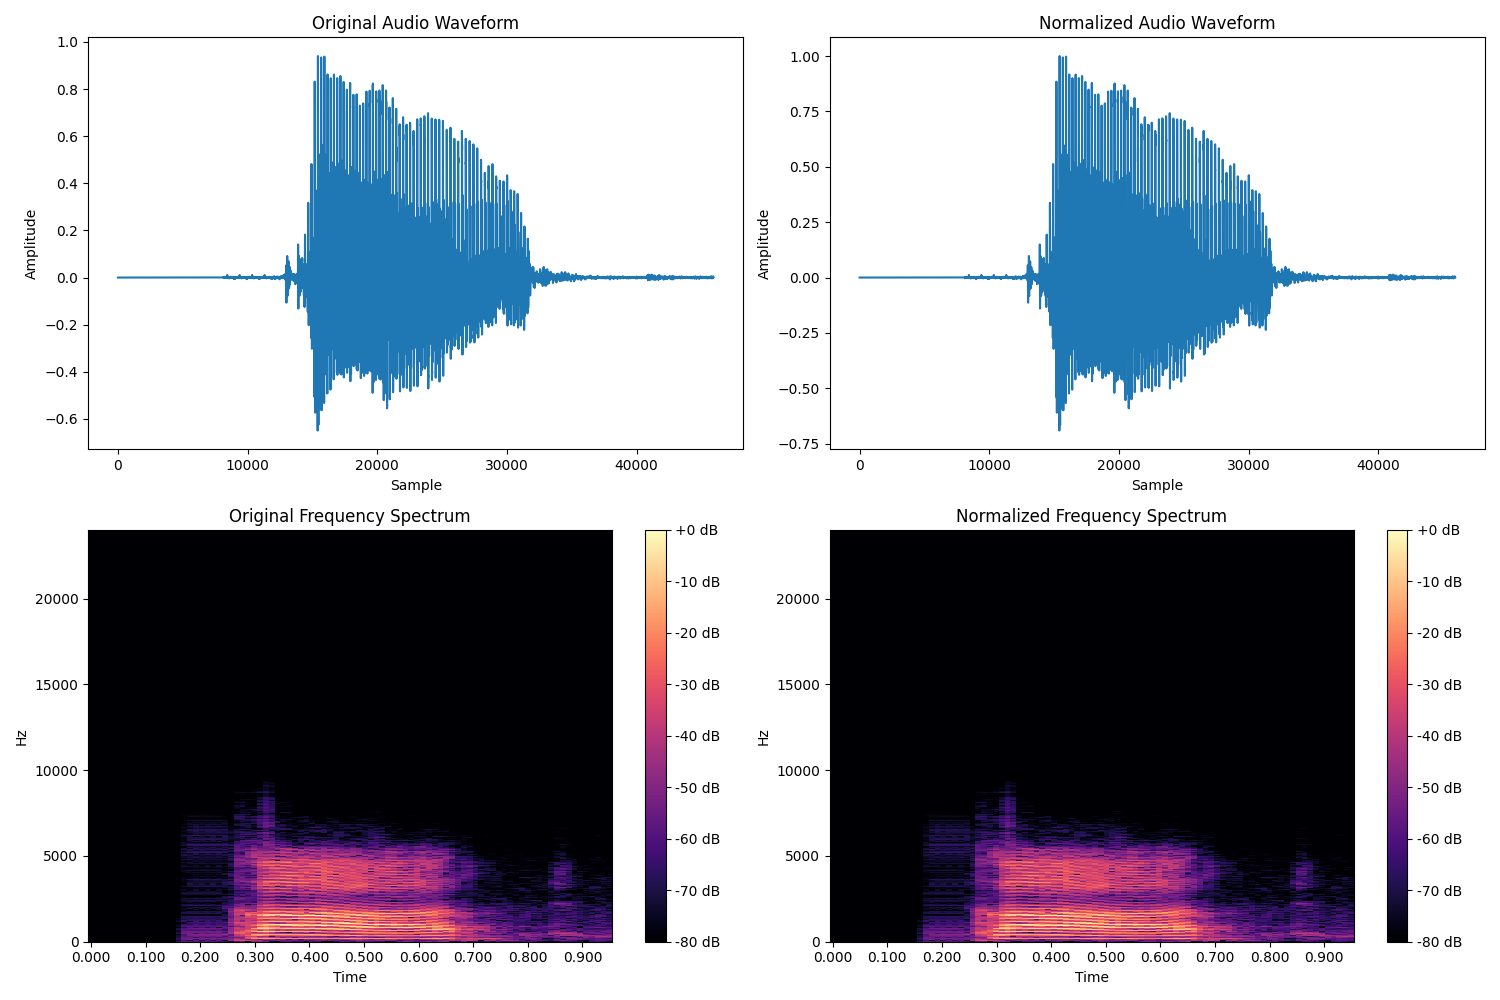 Original Audio Waveform
1.0
0.8
0.6
0.4
0.2
0.0
−0.2
−0.4
−0.6
Amplitude
0 10000 20000 30000 40000
Sample
Normalized Audio Waveform
1.00
0.75
0.50
0.25
0.00
−0.25
−0.50
−0.75
Amplitude
0 10000 20000 30000 40000
Sample
Original Frequency Spectrum
20000
15000
10000
5000
0
Hz
0.000 0.100 0.200 0.300 0.400 0.500 0.600 0.700 0.800 0.900
Time
+0 dB
-10 dB
-20 dB
-30 dB
-40 dB
-50 dB
-60 dB
-70 dB
-80 dB
Normalized Frequency Spectrum
20000
15000
10000
5000
0
Hz
0.000 0.100 0.200 0.300 0.400 0.500 0.600 0.700 0.800 0.900
Time
+0 dB
-10 dB
-20 dB
-30 dB
-40 dB
-50 dB
-60 dB
-70 dB
-80 dB